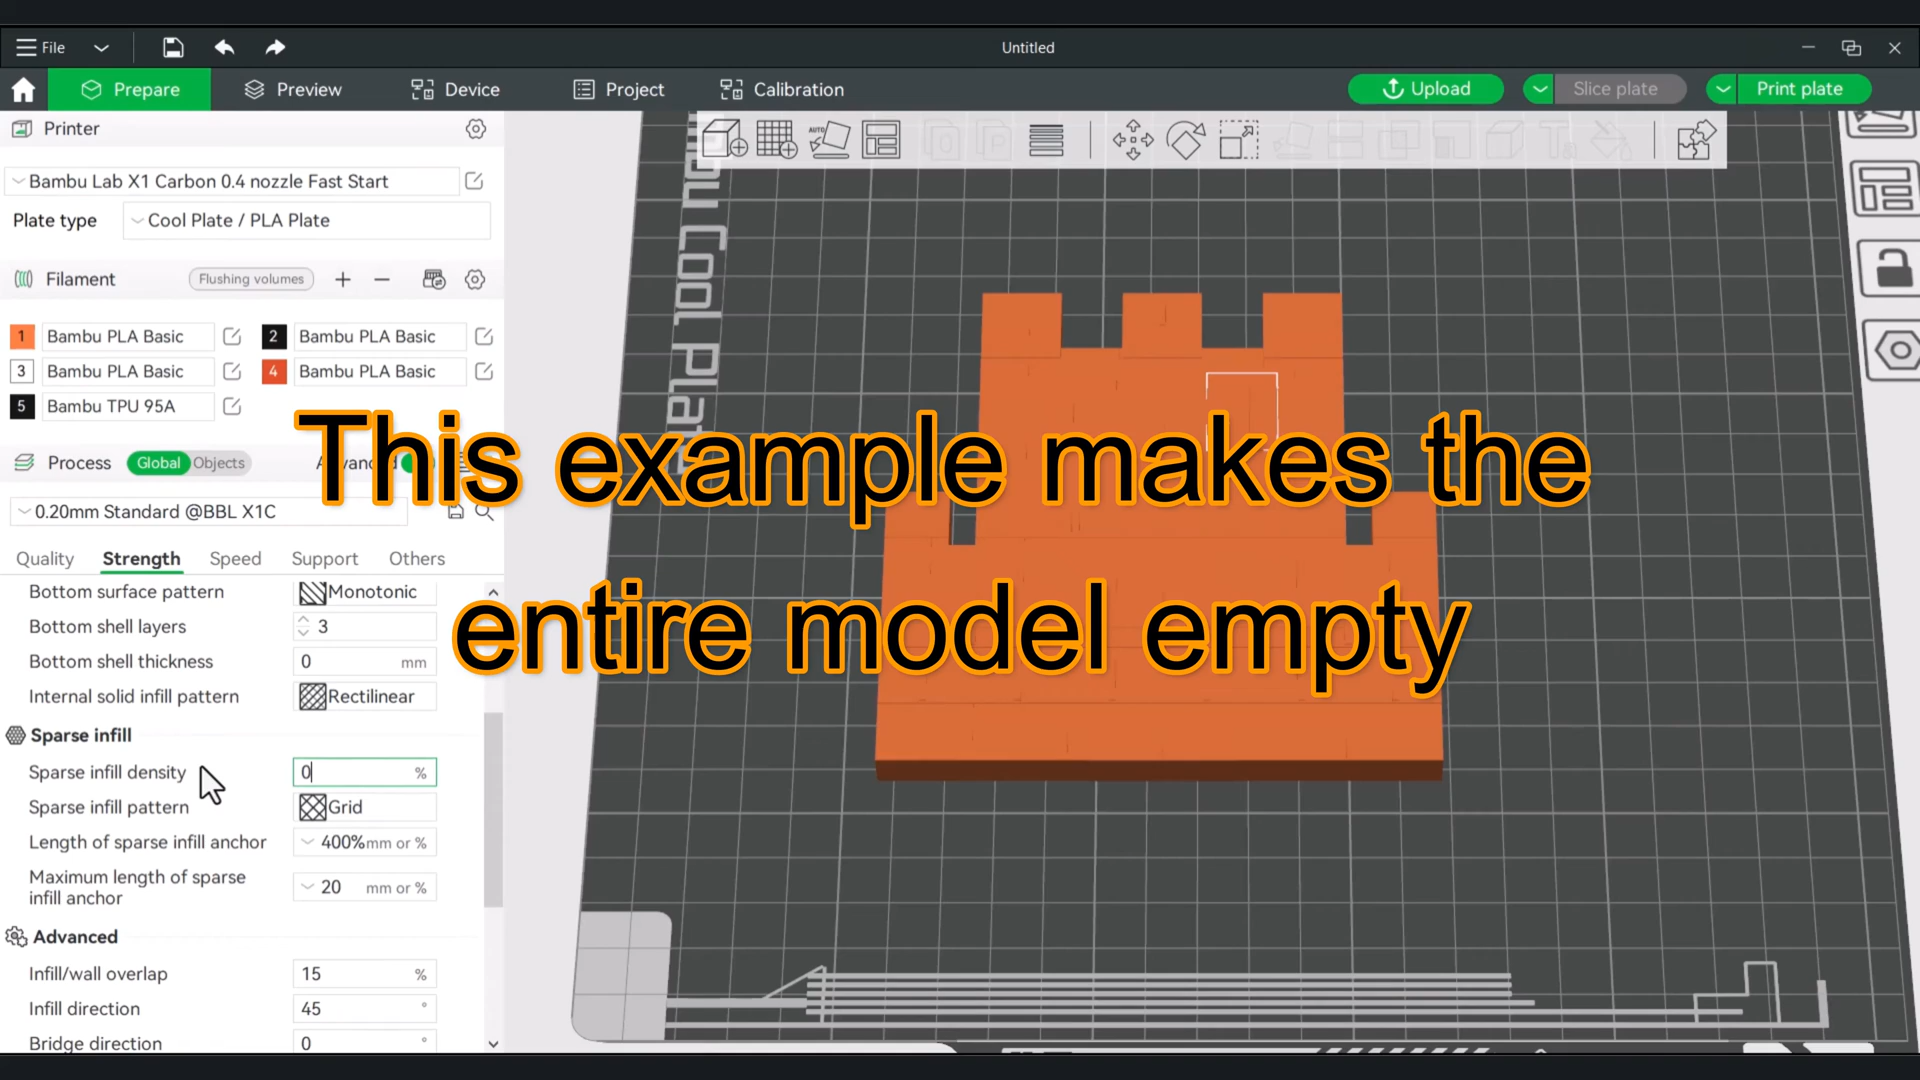 File
Untitled
Prepare
Preview
Device
Project
Calibration
Upload
Slice plate
Print plate
Printer
Bambu Lab X1 Carbon 0.4 nozzle Fast Start
Plate type
Cool Plate / PLA Plate
Filament
Flushing volumes
1 Bambu PLA Basic
2 Bambu PLA Basic
3 Bambu PLA Basic
4 Bambu PLA Basic
5 Bambu TPU 95A
Process
Global
Objects
0.20mm Standard @BBL X1C
Quality
Strength
Speed
Support
Others
Bottom surface pattern Monotonic
Bottom shell layers 3
Bottom shell thickness 0 mm
Internal solid infill pattern Rectilinear
Sparse infill
Sparse infill density 0 %
Sparse infill pattern Grid
Length of sparse infill anchor 400% mm or %
Maximum length of sparse
infill anchor 20 mm or %
Advanced
Infill/wall overlap 15 %
Infill direction 45 °
Bridge direction 0 °
AUTO
This example makes the
entire model empty